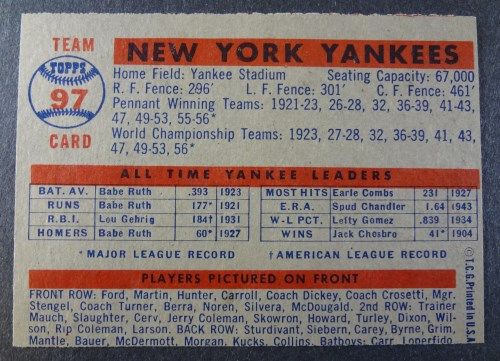 TEAM
TOPPS
97
CARD
NEW YORK YANKEES
Home Field: Yankee Stadium Seating Capacity: 67,000
R. F. Fence: 296' L. F. Fence: 301' C. F. Fence: 461'
Pennant Winning Teams: 1921-23, 26-28, 32, 36-39, 41-43,
47, 49-53, 55-56*
World Championship Teams: 1923, 27-28, 32, 36-39, 41, 43,
47, 49-53, 56*
ALL TIME YANKEE LEADERS
BAT. AV. Babe Ruth .393 1923 MOST HITS Earle Combs 231 1927
RUNS Babe Ruth 177* 1921 E.R.A. Spud Chandler 1.64 1943
R.B.I. Lou Gehrig 184† 1931 W-L PCT. Lefty Gomez .839 1934
HOMERS Babe Ruth 60* 1927 WINS Jack Chesbro 41* 1904
*MAJOR LEAGUE RECORD †AMERICAN LEAGUE RECORD
PLAYERS PICTURED ON FRONT
FRONT ROW: Ford, Martin, Hunter, Carroll, Coach Dickey, Coach Crosetti, Mgr.
Stengel, Coach Turner, Berra, Noren, Silvera, McDougald. 2nd ROW: Trainer
Mauch, Slaughter, Cerv, Jerry Coleman, Skowron, Howard, Turley, Dixon, Wil-
son, Rip Coleman, Larson. BACK ROW: Sturdivant, Siebern, Carey, Byrne, Grim,
Mantle, Bauer, McDermott, Morgan, Kucks, Collins, Batboys: Carr, Loperfido
© T.C.G. Printed in U.S.A.